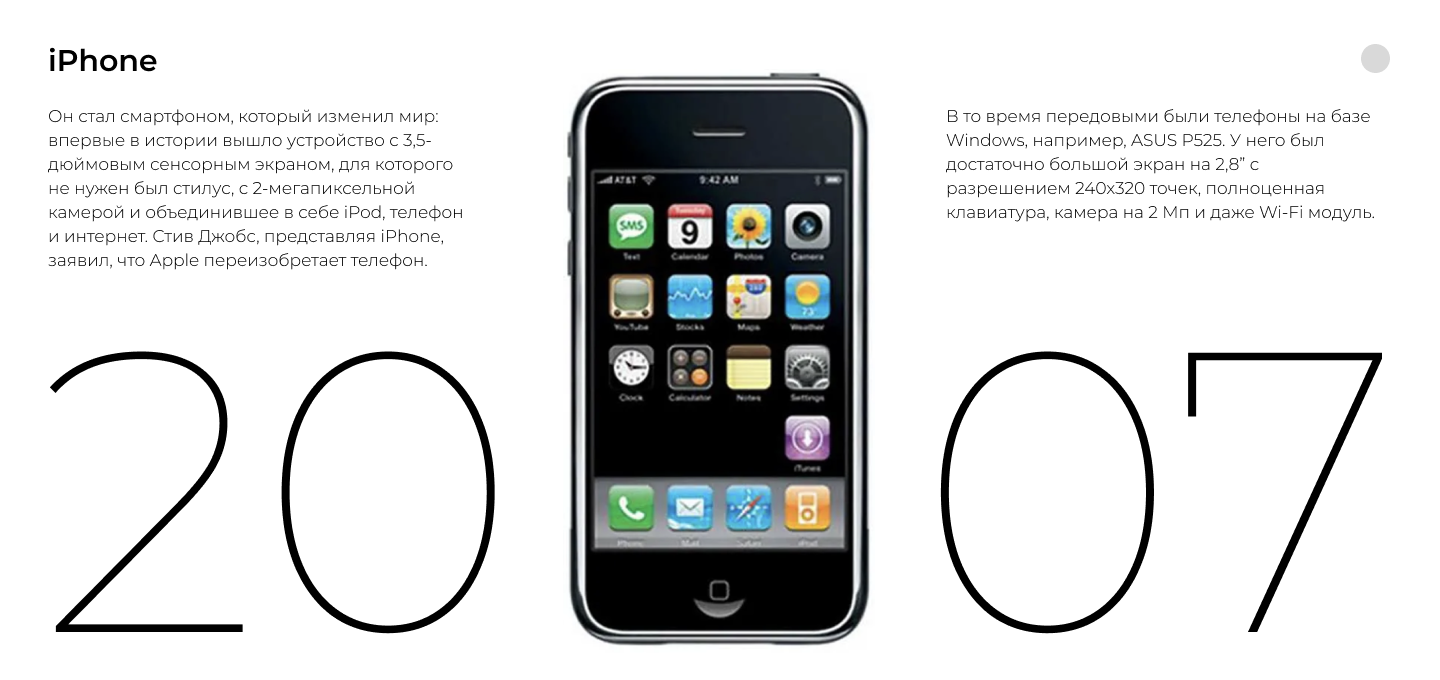 iPhone
Он стал смартфоном, который изменил мир:
впервые в истории вышло устройство с 3,5-
дюймовым сенсорным экраном, для которого
не нужен был стилус, с 2-мегапиксельной
камерой и объединившее в себе iPod, телефон
и интернет. Стив Джобс, представляя iPhone,
заявил, что Apple переизобретает телефон.
В то время передовыми были телефоны на базе
Windows, например, ASUS P525. У него был
достаточно большой экран на 2,8” с
разрешением 240x320 точек, полноценная
клавиатура, камера на 2 Мп и даже Wi-Fi модуль.
20
07
AT&T 9:42 AM
SMS Tuesday 9
Text Calendar Photos Camera
280 73°
YouTube Stocks Maps Weather
Clock Calculator Notes Settings
iTunes
Phone Mail Safari iPod